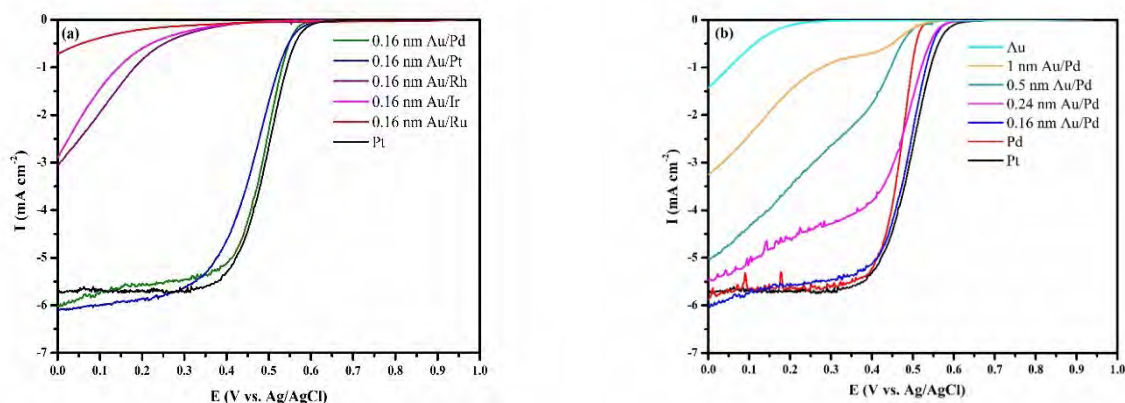 (a)
0.16 nm Au/Pd
0.16 nm Au/Pt
0.16 nm Au/Rh
0.16 nm Au/Ir
0.16 nm Au/Ru
Pt
0
-1
-2
-3
-4
-5
-6
-7
I (mA cm⁻²)
0.0 0.1 0.2 0.3 0.4 0.5 0.6 0.7 0.8 0.9 1.0
E (V vs. Ag/AgCl)
(b)
Au
1 nm Au/Pd
0.5 nm Au/Pd
0.24 nm Au/Pd
0.16 nm Au/Pd
Pd
Pt
0
-1
-2
-3
-4
-5
-6
-7
I (mA cm⁻²)
0.0 0.1 0.2 0.3 0.4 0.5 0.6 0.7 0.8 0.9 1.0
E (V vs. Ag/AgCl)